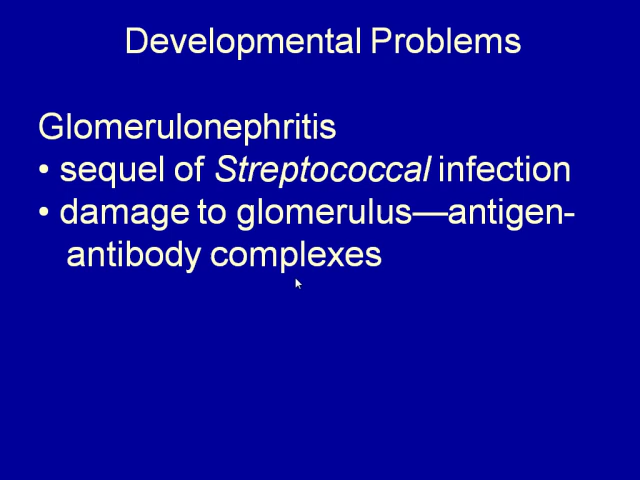 Developmental Problems
Glomerulonephritis
• sequel of Streptococcal infection
• damage to glomerulus—antigen-
antibody complexes